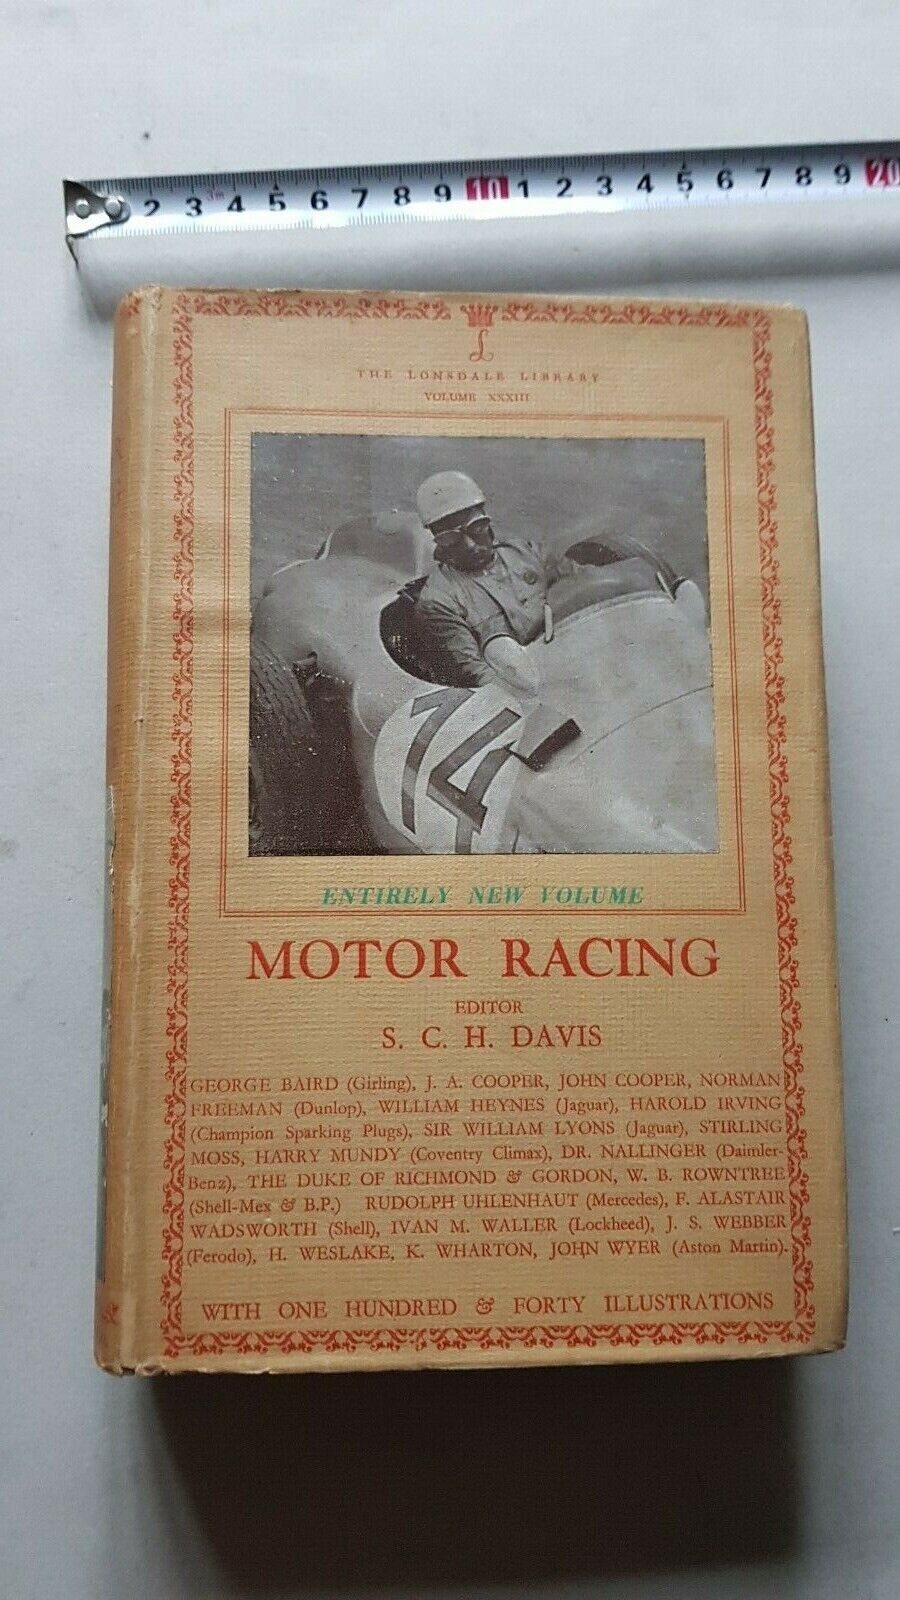 2 3 3m 4 5 6 7 8 9 10 1 2 3 4 5 6 7 8 9 20
L
THE LONSDALE LIBRARY
VOLUME XXXIII
14
ENTIRELY NEW VOLUME
MOTOR RACING
EDITOR
S. C. H. DAVIS
GEORGE BAIRD (Girling), J. A. COOPER, JOHN COOPER, NORMAN
FREEMAN (Dunlop), WILLIAM HEYNES (Jaguar), HAROLD IRVING
(Champion Sparking Plugs), SIR WILLIAM LYONS (Jaguar), STIRLING
MOSS, HARRY MUNDY (Coventry Climax), DR. NALLINGER (Daimler-
Benz), THE DUKE OF RICHMOND & GORDON, W. B. ROWNTREE
(Shell-Mex & B.P.) RUDOLPH UHLENHAUT (Mercedes), F. ALASTAIR
WADSWORTH (Shell), IVAN M. WALLER (Lockheed), J. S. WEBBER
(Ferodo), H. WESLAKE, K. WHARTON, JOHN WYER (Aston Martin).
WITH ONE HUNDRED & FORTY ILLUSTRATIONS